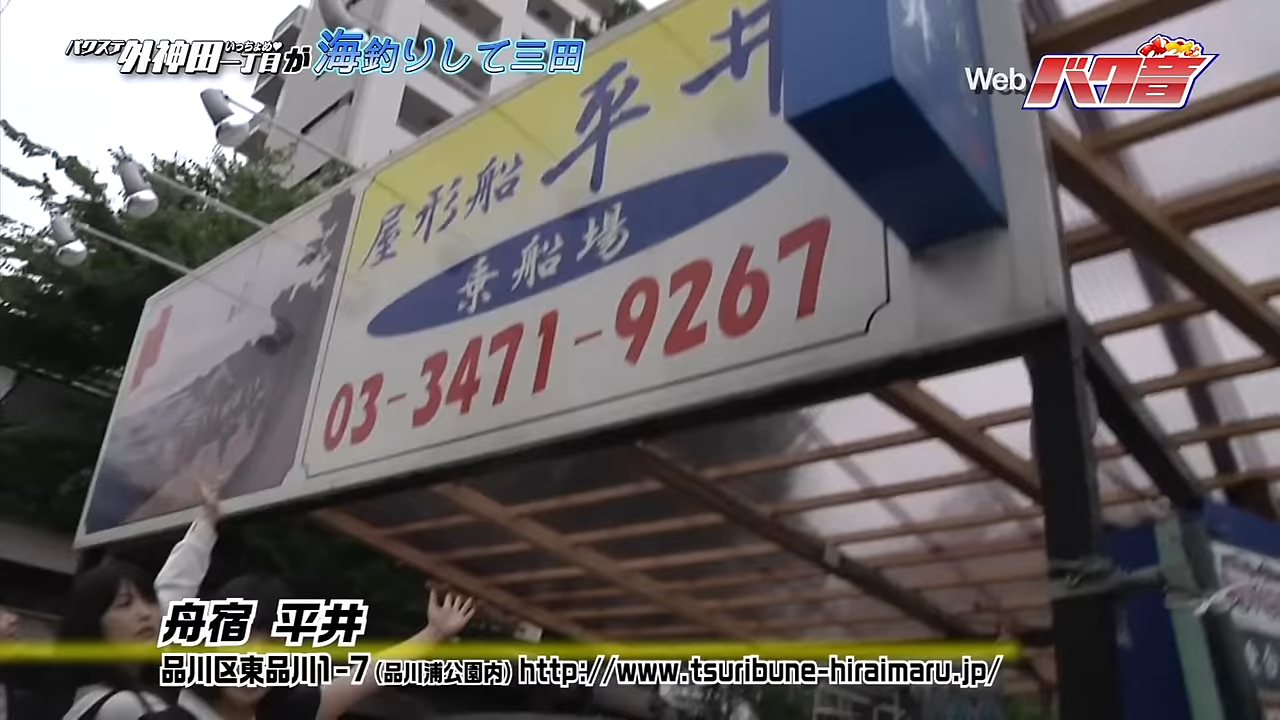 バクステ外神田一丁目が 海釣りして三田
いっちょめ♥
Web バク音
屋形船 平井
乗船場
03-3471-9267
舟宿 平井
品川区東品川1-7(品川浦公園内) http://www.tsuribune-hiraimaru.jp/